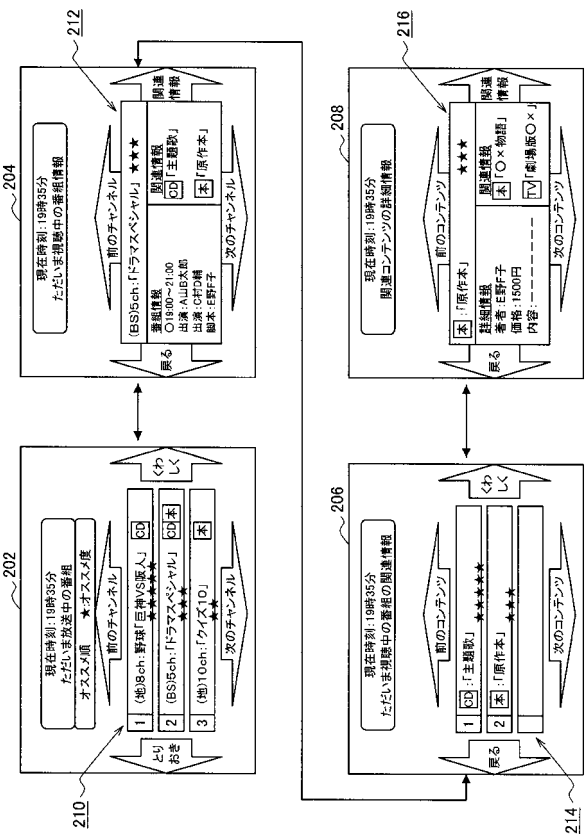 202
現在時刻:19時35分
ただいま放送中の番組
オススメ順 ★:オススメ度
前のチャンネル
1 (地)8ch:野球「巨神VS阪人」 CD
★★★★★
2 (BS)5ch:「ドラマスペシャル」 CD 本
★★★
3 (地)10ch:「クイズ10」 本
★★
次のチャンネル
とり
おき
くわ
しく
210
204
現在時刻:19時35分
ただいま視聴中の番組情報
前のチャンネル
(BS)5ch:「ドラマスペシャル」 ★★★
番組情報
○19:00~21:00
出演:A山B太郎
出演:C村D輔
脚本:E野F子
関連情報
CD「主題歌」
本「原作本」
次のチャンネル
戻る
関連
情報
212
206
現在時刻:19時35分
ただいま視聴中の番組の関連情報
前のコンテンツ
1 CD:「主題歌」
★★★★★
2 本:「原作本」
★★★
次のコンテンツ
戻る
くわ
しく
214
208
現在時刻:19時35分
関連コンテンツの詳細情報
前のコンテンツ
本:「原作本」 ★★★
詳細情報
著者:E野F子
価格:1500円
内容:ーーーーーー
関連情報
本「○×物語」
TV「劇場版○×」
次のコンテンツ
戻る
関連
情報
216